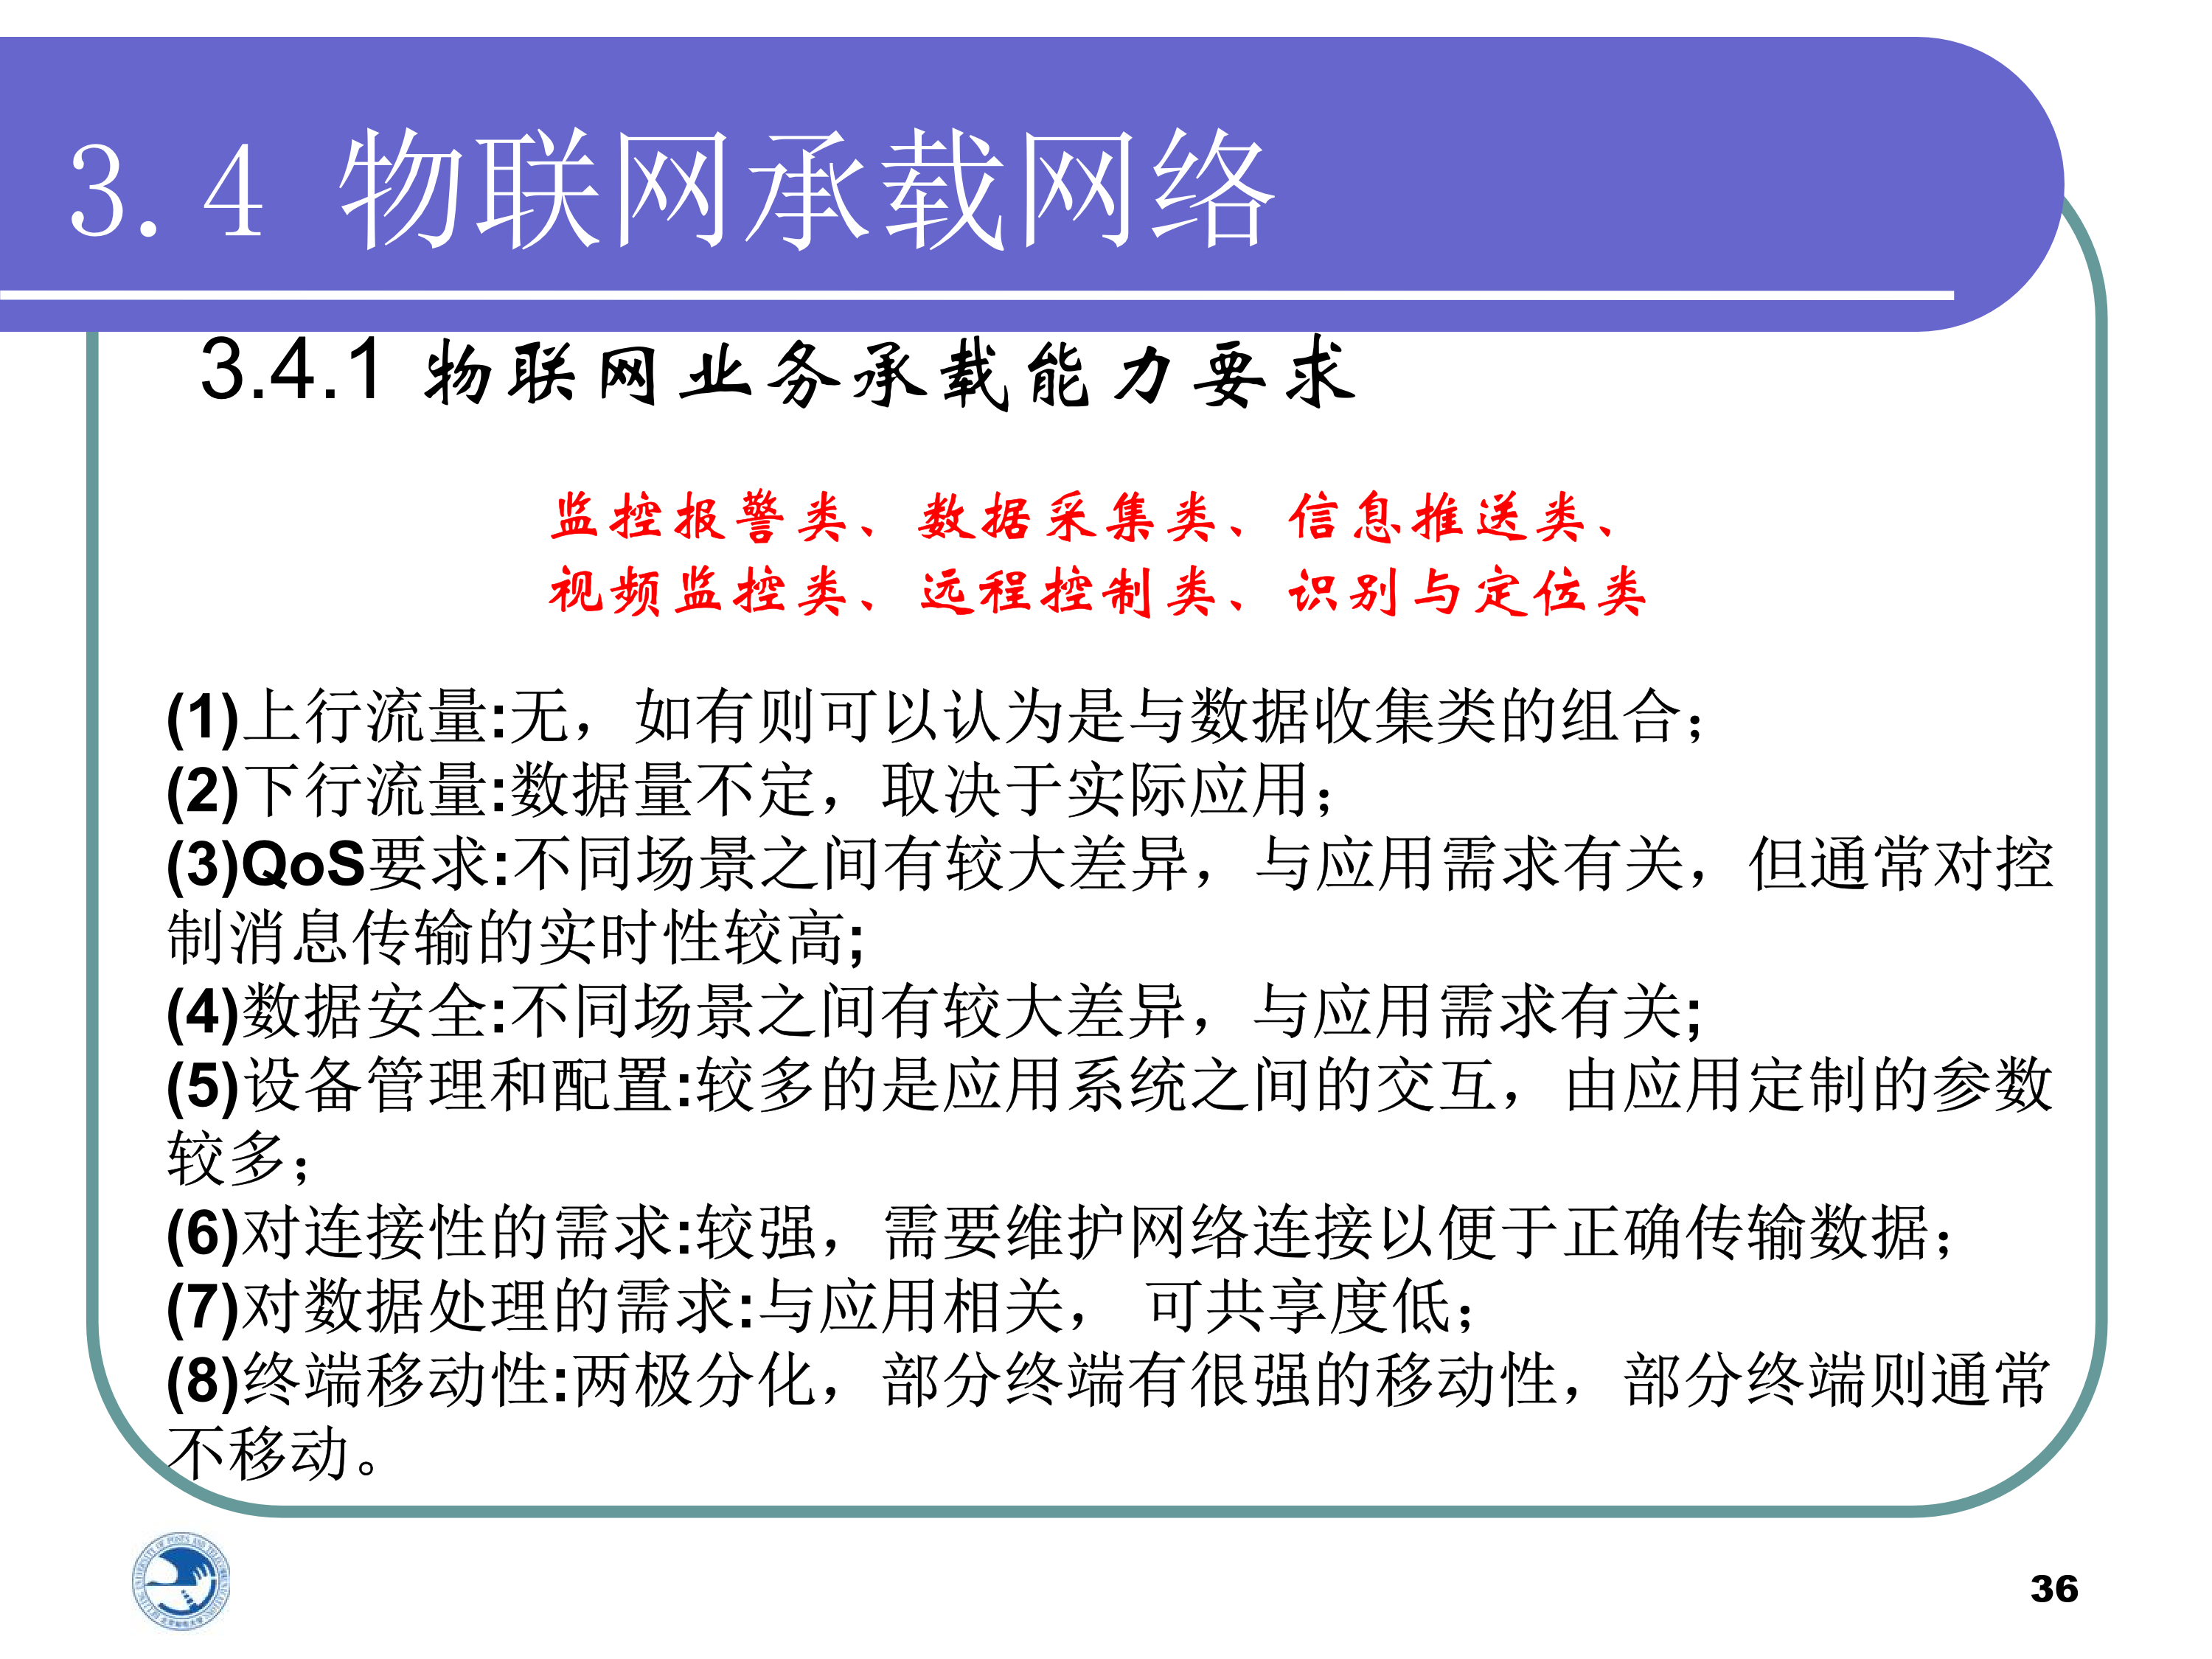 3.4 物联网承载网络
3.4.1 物联网业务承载能力要求
监控报警类、数据采集类、信息推送类、
视频监控类、远程控制类、识别与定位类
(1)上行流量:无，如有则可以认为是与数据收集类的组合；
(2)下行流量:数据量不定，取决于实际应用；
(3)QoS要求:不同场景之间有较大差异，与应用需求有关，但通常对控
制消息传输的实时性较高;
(4)数据安全:不同场景之间有较大差异，与应用需求有关;
(5)设备管理和配置:较多的是应用系统之间的交互，由应用定制的参数
较多；
(6)对连接性的需求:较强，需要维护网络连接以便于正确传输数据；
(7)对数据处理的需求:与应用相关， 可共享度低；
(8)终端移动性:两极分化，部分终端有很强的移动性，部分终端则通常
不移动。
36